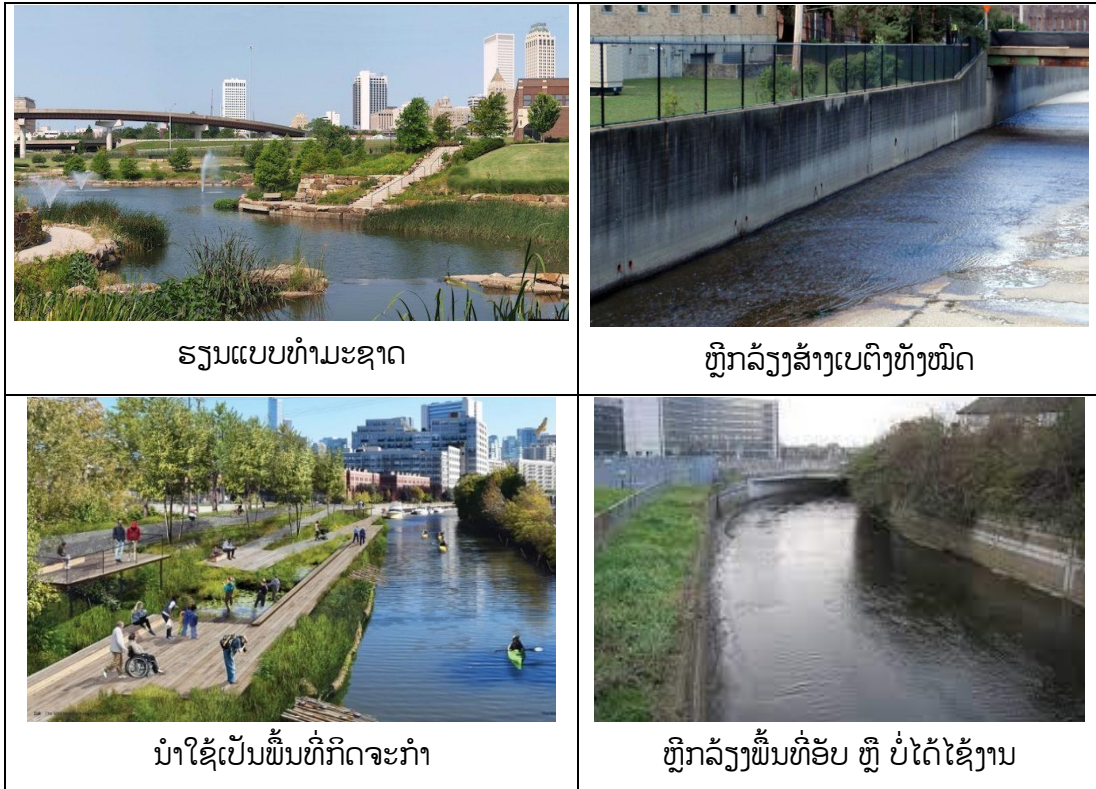 ຮຽນແບບທຳມະຊາດ
ຫຼີກລ້ຽງສ້າງເບຕົງທັງໝົດ
ນຳໃຊ້ເປັນພື້ນທີ່ກິດຈະກຳ
ຫຼີກລ້ຽງພື້ນທີ່ອັບ ຫຼື ບໍ່ໄດ້ໄຊ້ງານ